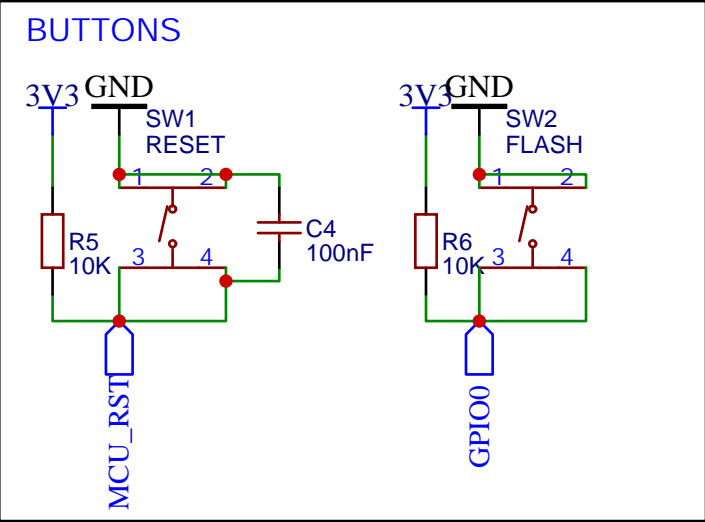 BUTTONS
3V3
GND
SW1
RESET
1
2
R5
10K
3
4
C4
100nF
MCU_RST
3V3
GND
SW2
FLASH
1
2
R6
10K
3
4
GPIO0